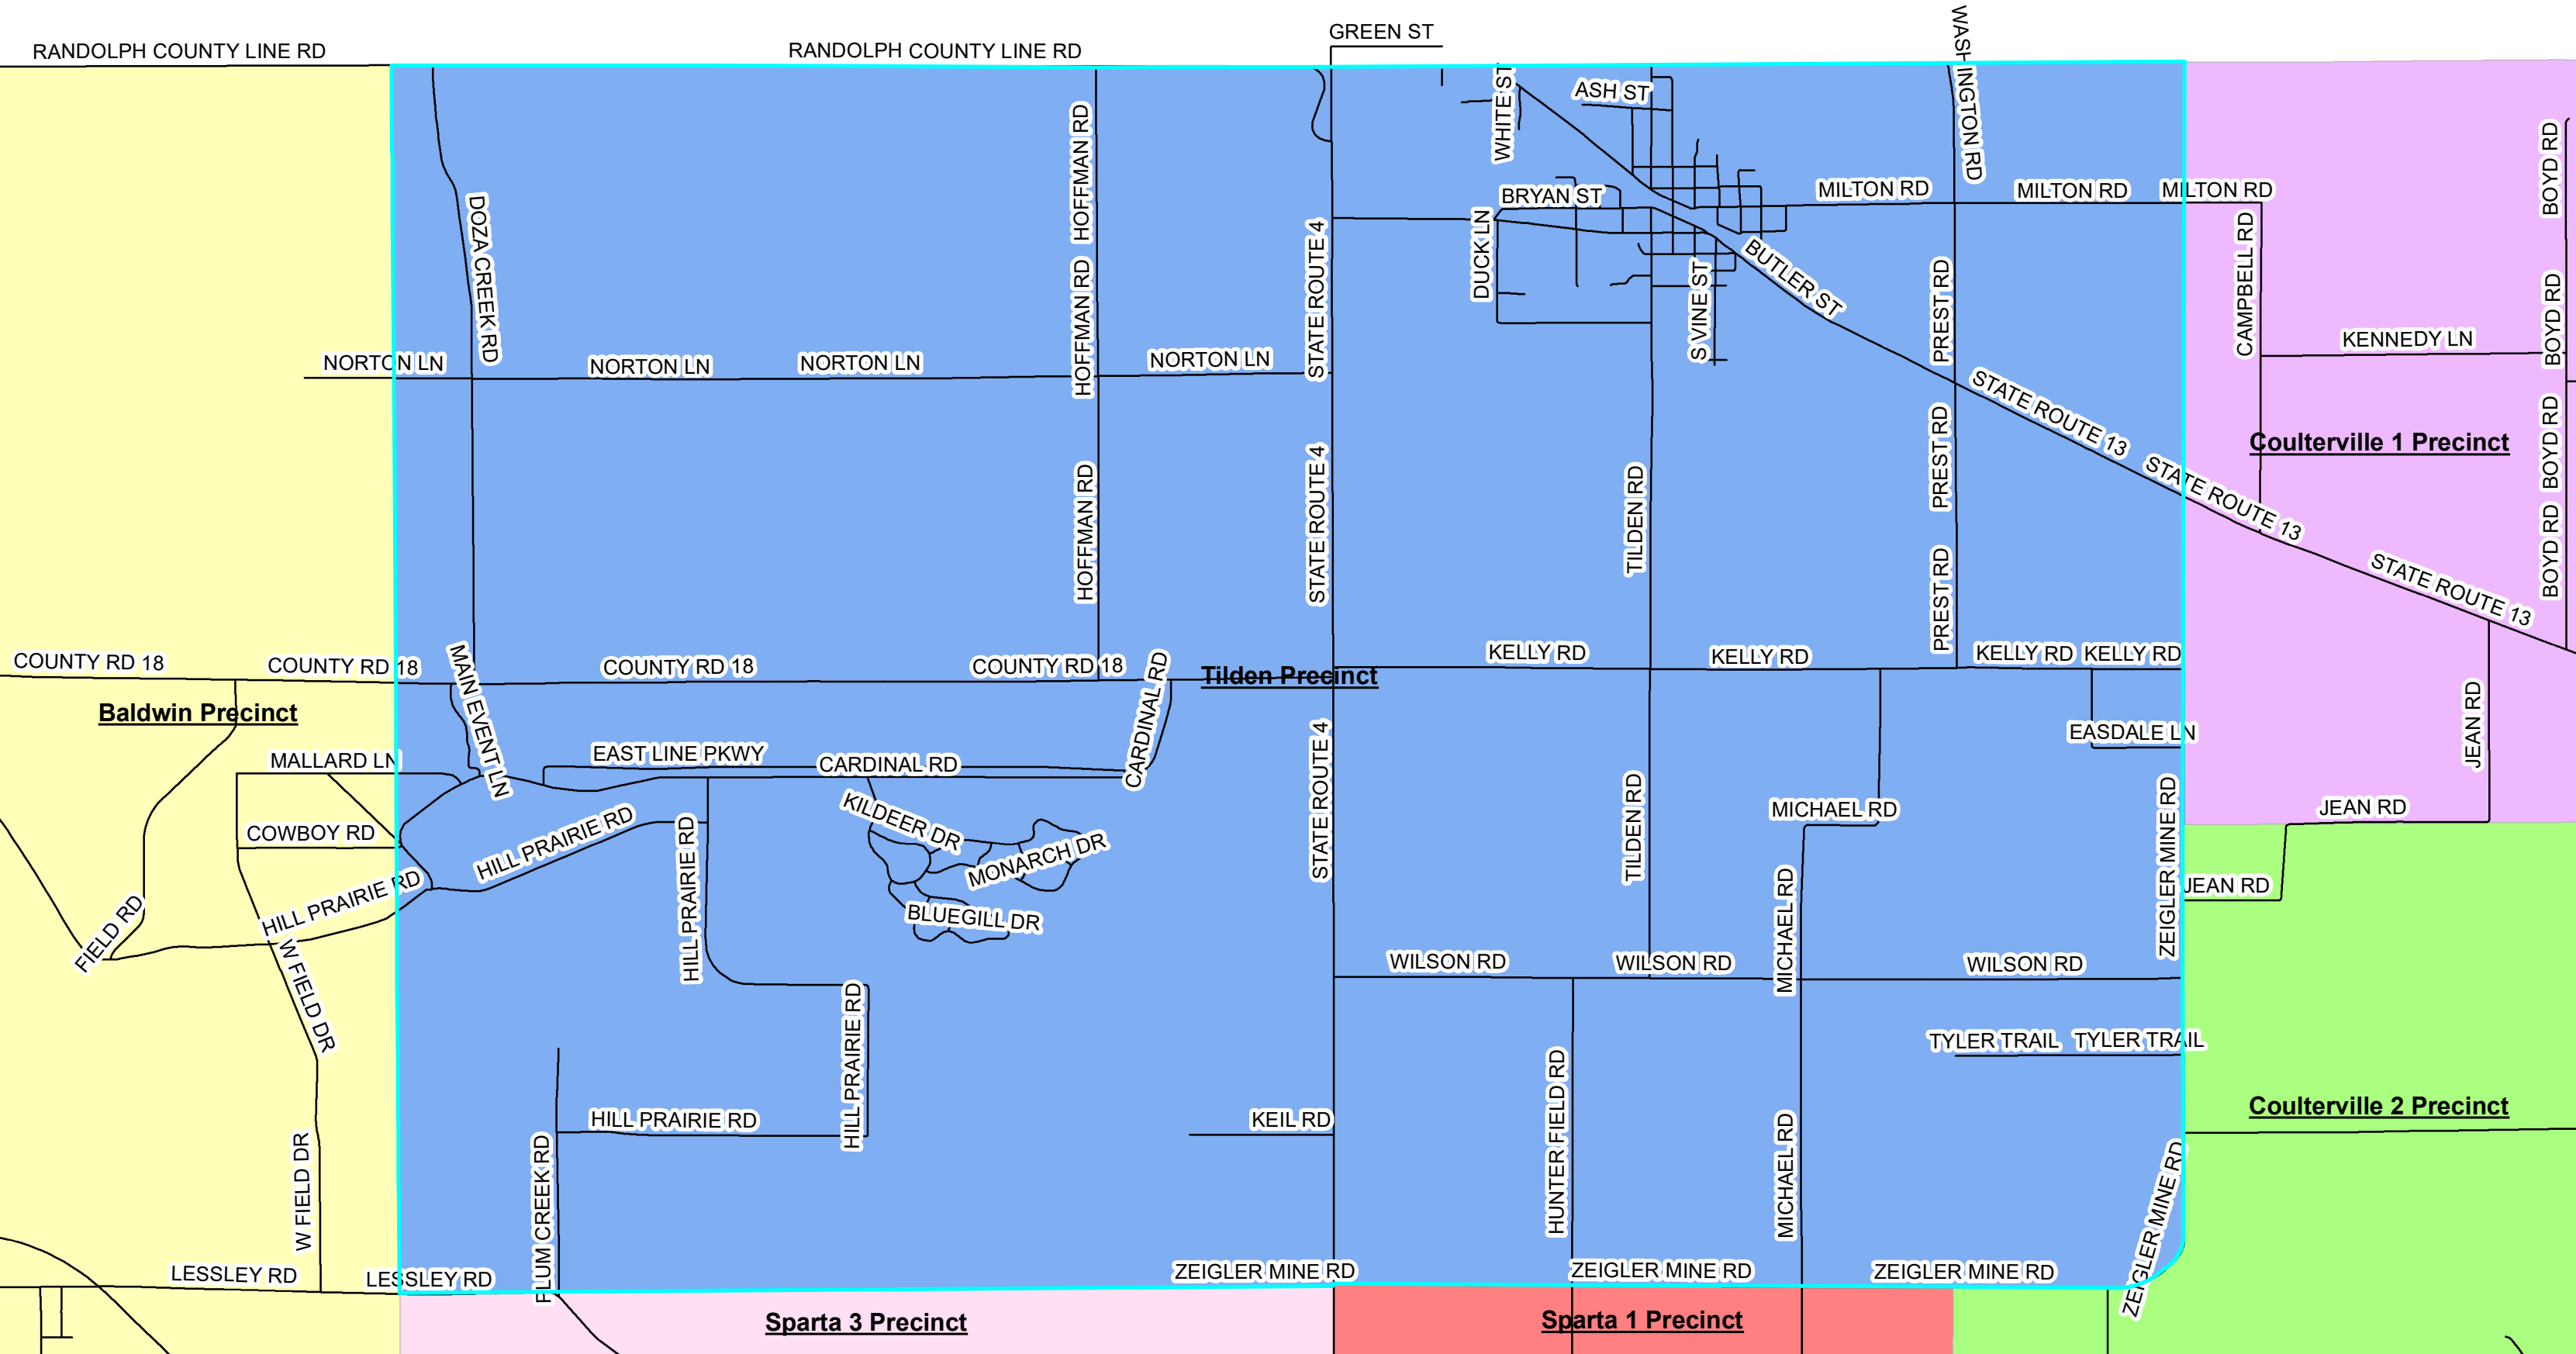 GREEN ST
WASHINGTON RD
RANDOLPH COUNTY LINE RD
RANDOLPH COUNTY LINE RD
WHITE ST
ASH ST
HOFFMAN RD
BOYD RD
DOZA CREEK RD
BRYAN ST
MILTON RD
MILTON RD
MILTON RD
DUCK LN
STATE ROUTE 4
S VINE ST
BUTLER ST
PREST RD
CAMPBELL RD
HOFFMAN RD
BOYD RD
KENNEDY LN
NORTON LN
NORTON LN
NORTON LN
NORTON LN
STATE ROUTE 13
PREST RD
BOYD RD
Coulterville 1 Precinct
HOFFMAN RD
STATE ROUTE 4
TILDEN RD
STATE ROUTE 13
BOYD RD
STATE ROUTE 13
PREST RD
COUNTY RD 18
COUNTY RD 18
COUNTY RD 18
COUNTY RD 18
KELLY RD
KELLY RD
KELLY RD
KELLY RD
MAIN EVENT LN
CARDINAL RD
Tilden Precinct
Baldwin Precinct
JEAN RD
EASDALE LN
MALLARD LN
EAST LINE PKWY
CARDINAL RD
STATE ROUTE 4
TILDEN RD
ZEIGLER MINE RD
COWBOY RD
HILL PRAIRIE RD
KILDEER DR
MICHAEL RD
JEAN RD
MONARCH DR
HILL PRAIRIE RD
HILL PRAIRIE RD
JEAN RD
BLUEGILL DR
MICHAEL RD
FIELD RD
W FIELD DR
WILSON RD
WILSON RD
WILSON RD
HILL PRAIRIE RD
TYLER TRAIL
TYLER TRAIL
Coulterville 2 Precinct
HILL PRAIRIE RD
KEIL RD
HUNTER FIELD RD
MICHAEL RD
W FIELD DR
PLUM CREEK RD
ZEIGLER MINE RD
LESSLEY RD
LESSLEY RD
ZEIGLER MINE RD
ZEIGLER MINE RD
ZEIGLER MINE RD
Sparta 3 Precinct
Sparta 1 Precinct